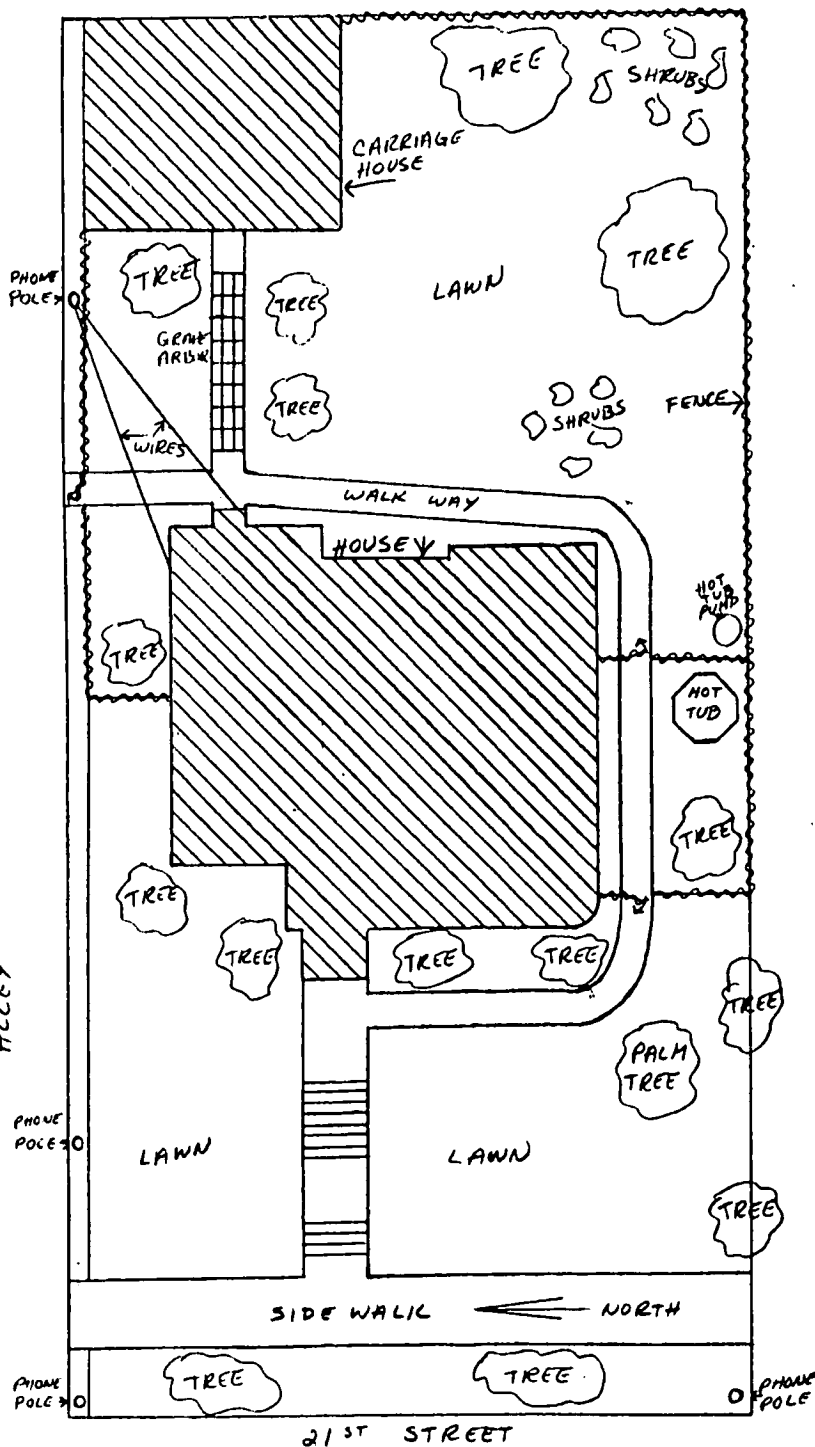 TREE
SHRUBS
CARRIAGE
HOUSE
TREE
PHONE
POLE
TREE
LAWN
TREE
GRAPE
ARBOR
TREE
SHRUBS
FENCE
WIRES
WALK WAY
HOUSE
HOT
TUB
PUMP
TREE
HOT
TUB
TREE
TREE
TREE
TREE
TREE
TREE
ALLEY
PALM
TREE
PHONE
POLE
LAWN
LAWN
TREE
SIDE WALK
NORTH
TREE
TREE
PHONE
POLE
PHONE
POLE
21ST STREET